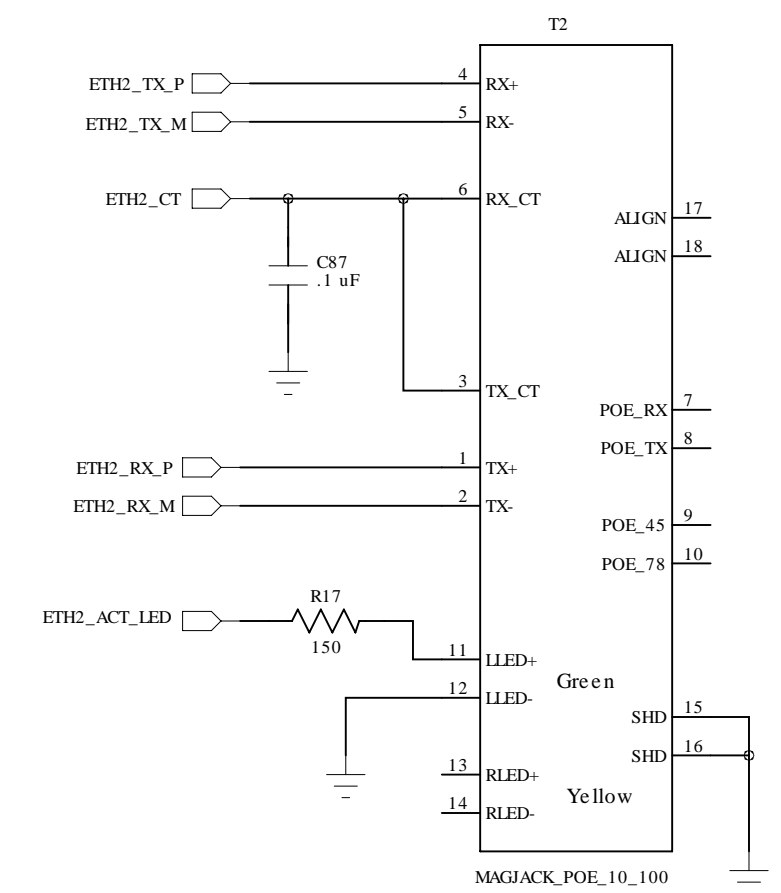 T2
ETH2_TX_P
4
RX+
ETH2_TX_M
5
RX-
ETH2_CT
6
RX_CT
ALIGN
17
ALIGN
18
C87
.1 uF
3
TX_CT
POE_RX
7
POE_TX
8
ETH2_RX_P
1
TX+
ETH2_RX_M
2
TX-
POE_45
9
POE_78
10
ETH2_ACT_LED
R17
150
11
LLED+
Green
12
LLED-
SHD
15
SHD
16
13
RLED+
Yellow
14
RLED-
MAGJACK_POE_10_100